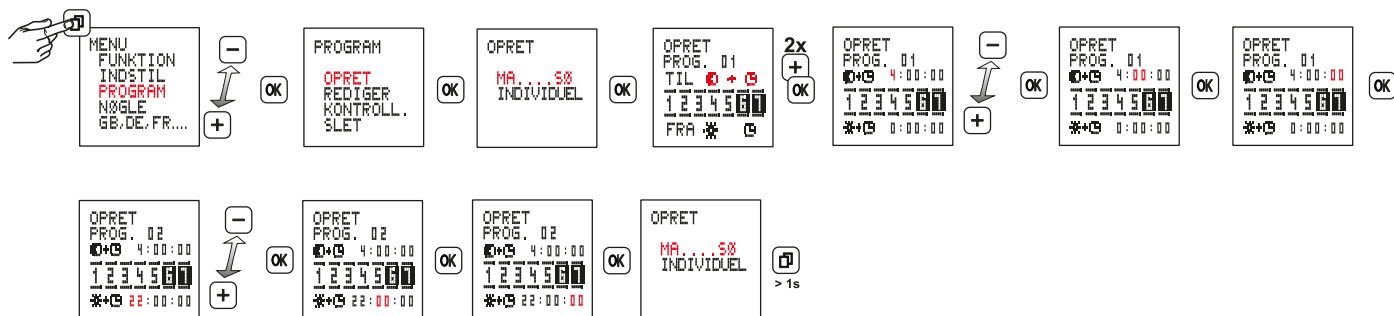 MENU
FUNKTION
INDSTIL
PROGRAM
NØGLE
GB,DE,FR....
−
+
OK
PROGRAM
OPRET
REDIGER
KONTROLL.
SLET
OK
OPRET
MA....SØ
INDIVIDUEL
OK
OPRET
PROG. 01
TIL +
1 2 3 4 5 6 7
FRA
2x
+
OK
OPRET
PROG. 01
+ 4:00:00
1 2 3 4 5 6 7
+ 0:00:00
−
+
OK
OPRET
PROG. 01
+ 4:00:00
1 2 3 4 5 6 7
+ 0:00:00
OK
OPRET
PROG. 01
+ 4:00:00
1 2 3 4 5 6 7
+ 0:00:00
OK
OPRET
PROG. 02
+ 4:00:00
1 2 3 4 5 6 7
+ 22:00:00
−
+
OK
OPRET
PROG. 02
+ 4:00:00
1 2 3 4 5 6 7
+ 22:00:00
OK
OPRET
PROG. 02
+ 4:00:00
1 2 3 4 5 6 7
+ 22:00:00
OK
OPRET
MA....SØ
INDIVIDUEL
> 1s